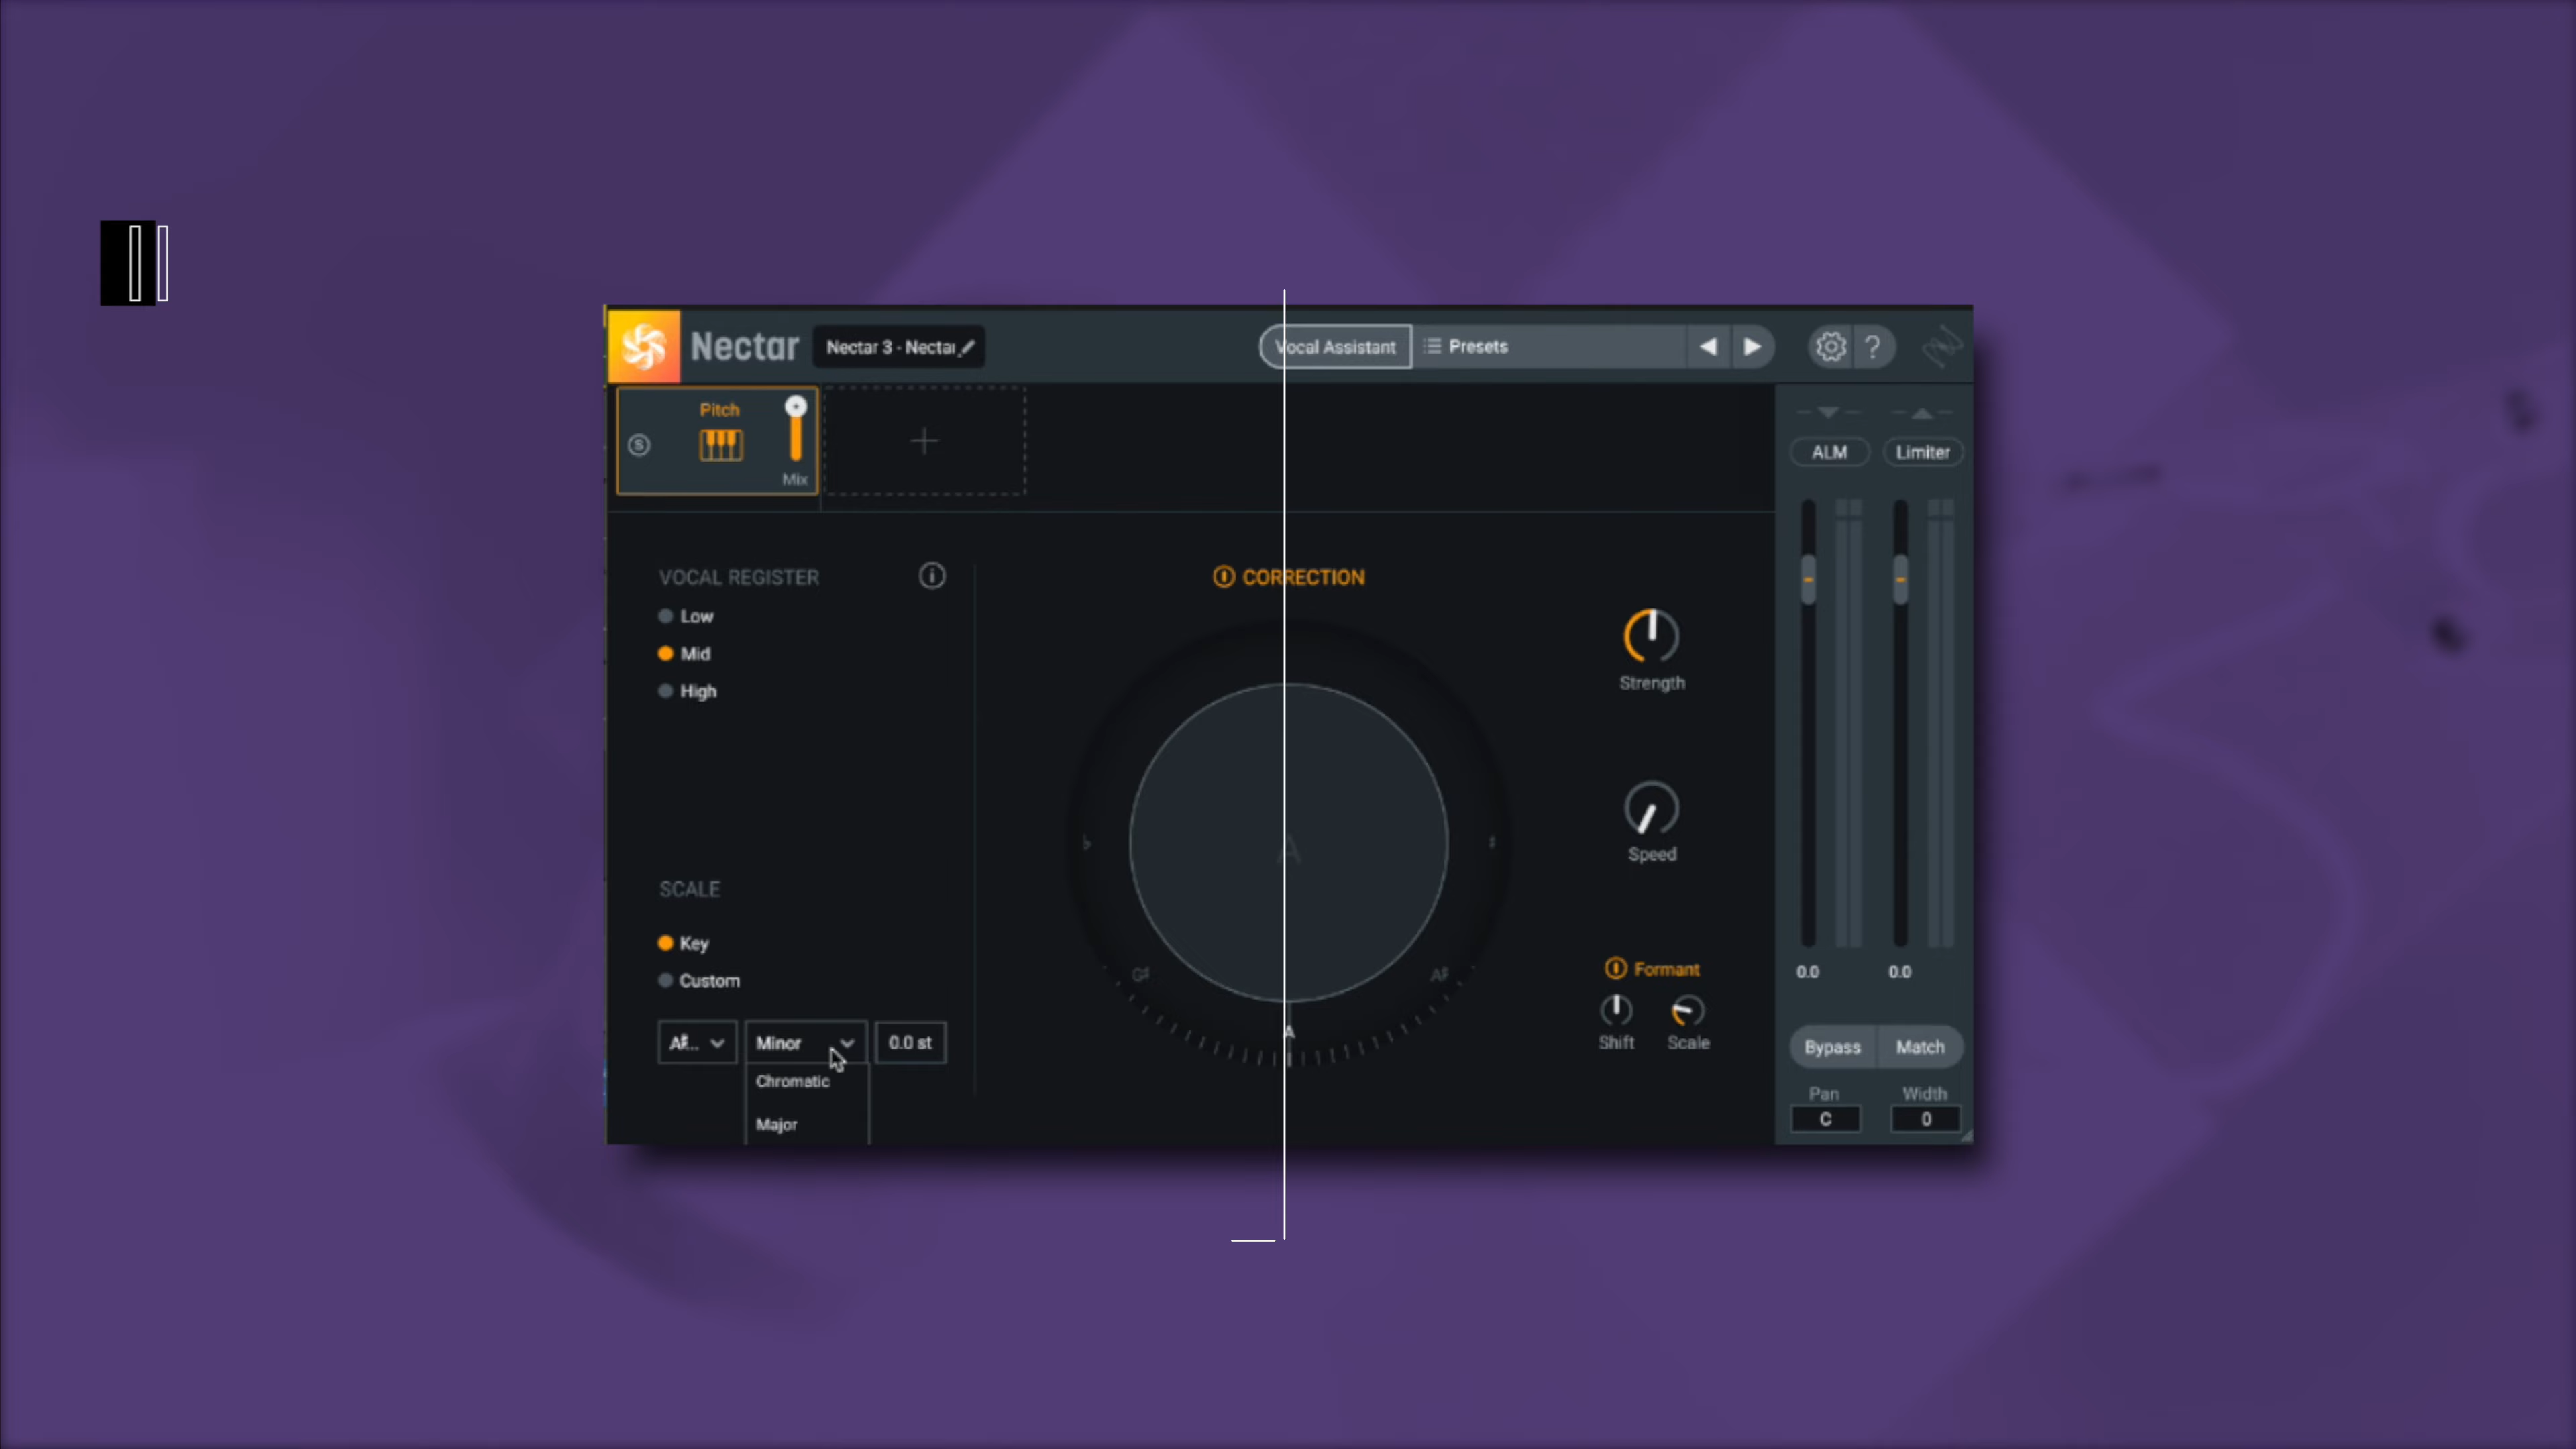 Nectar
Nectar 3 - Nectar
Vocal Assistant
Presets
?
Pitch
S
Mix
+
ALM
Limiter
VOCAL REGISTER
Low
Mid
High
CORRECTION
Strength
Speed
A
♭
♯
G♯
A♯
A
SCALE
Key
Custom
A♯...
Minor
0.0 st
Chromatic
Major
Formant
Shift
Scale
0.0
0.0
Bypass
Match
Pan
Width
C
0